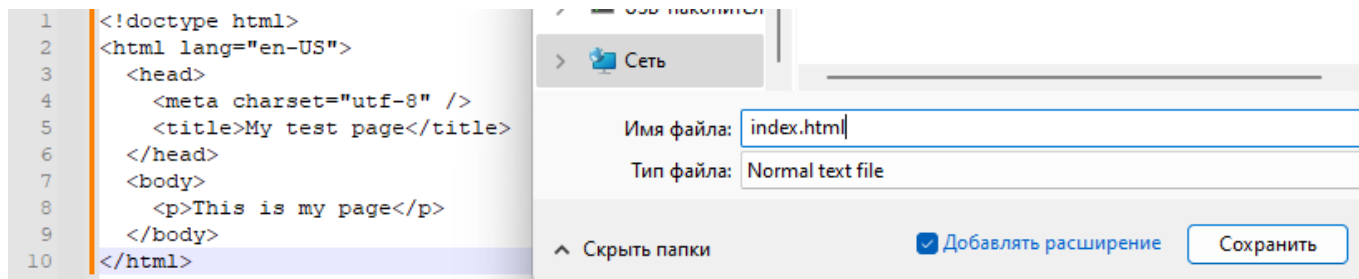 1 <!doctype html>
2 <html lang="en-US">
3 <head>
4 <meta charset="utf-8" />
5 <title>My test page</title>
6 </head>
7 <body>
8 <p>This is my page</p>
9 </body>
10 </html>
Сеть
Имя файла: index.html
Тип файла: Normal text file
Скрыть папки
Добавлять расширение
Сохранить